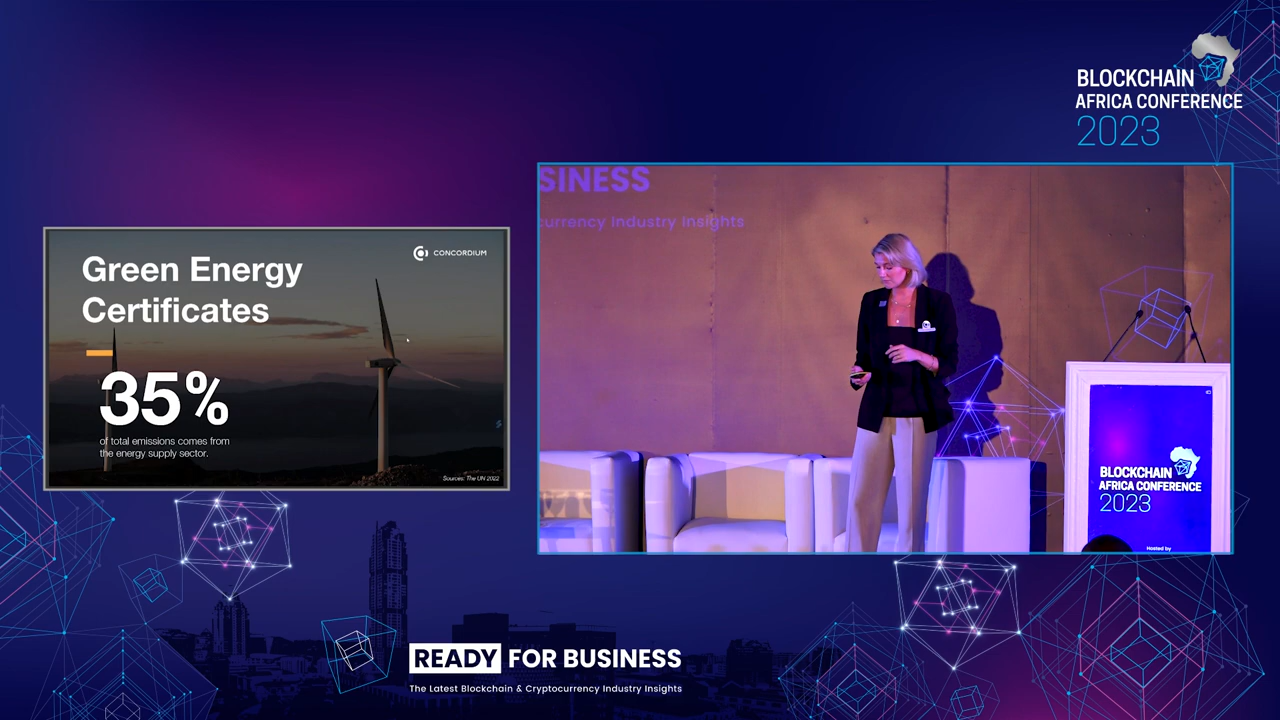 BLOCKCHAIN
AFRICA CONFERENCE
2023
Green Energy
Certificates
CONCORDIUM
35%
of total emissions comes from
the energy supply sector.
Sources: The UN 2022
SINESS
currency Industry Insights
BLOCKCHAIN
AFRICA CONFERENCE
2023
Hosted by
READY FOR BUSINESS
The Latest Blockchain & Cryptocurrency Industry Insights